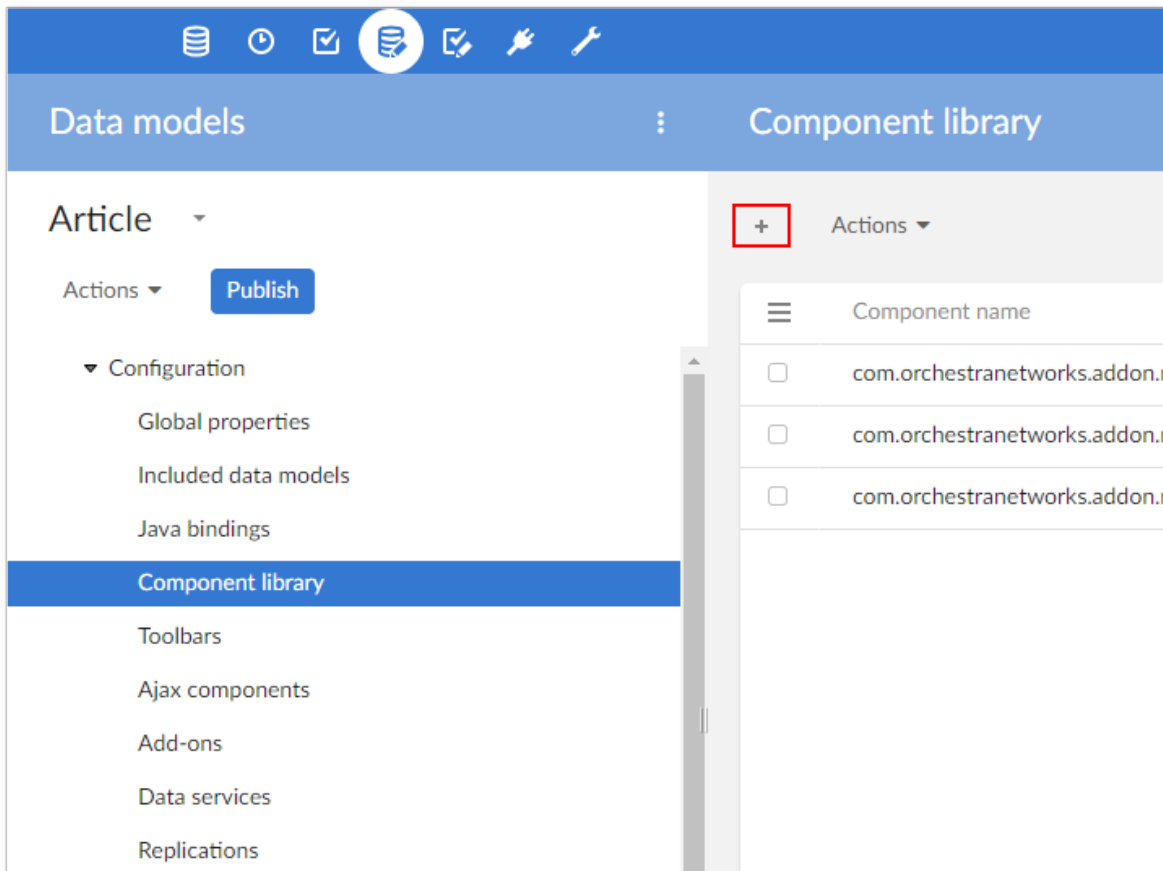 Data models
Component library
Article
Actions
Publish
Configuration
Global properties
Included data models
Java bindings
Component library
Toolbars
Ajax components
Add-ons
Data services
Replications
+ Actions
Component name
com.orchestranetworks.addon.
com.orchestranetworks.addon.
com.orchestranetworks.addon.